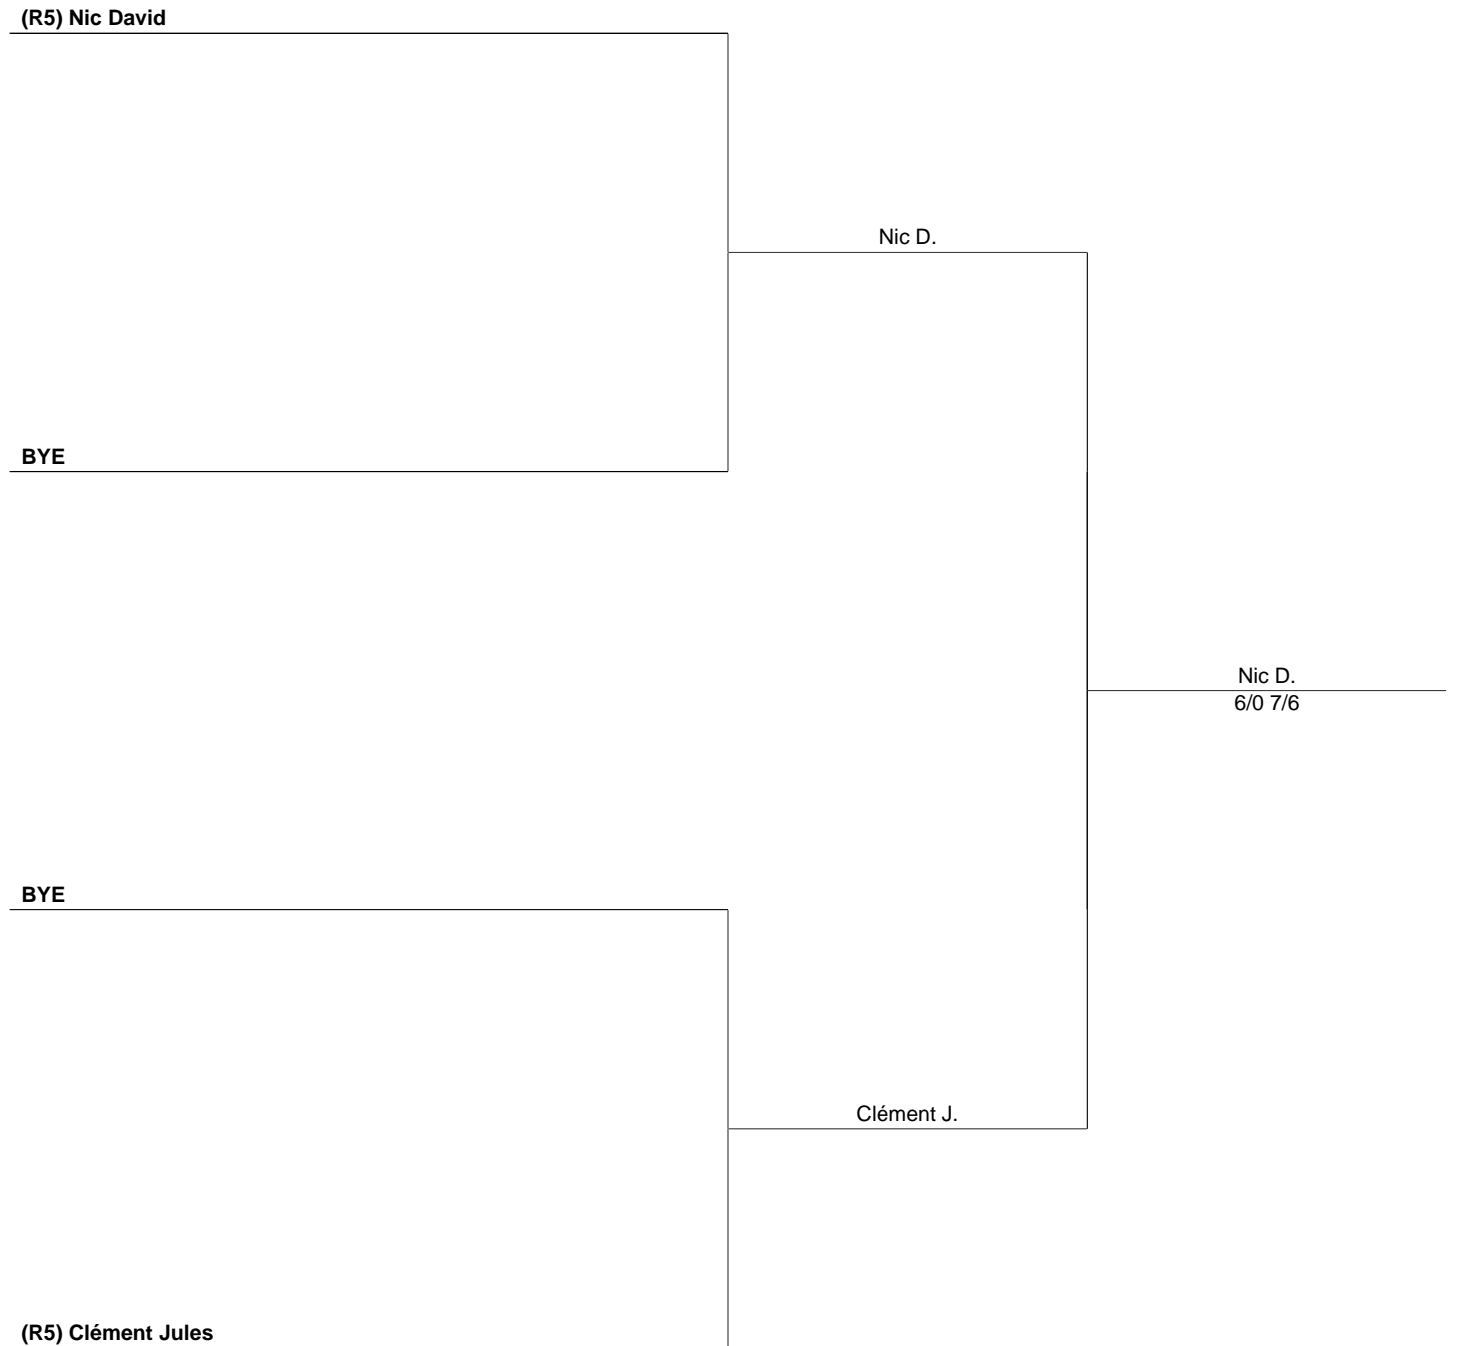 (R5) Nic David
Nic D.
BYE
Nic D.
6/0 7/6
BYE
Clément J.
(R5) Clément Jules